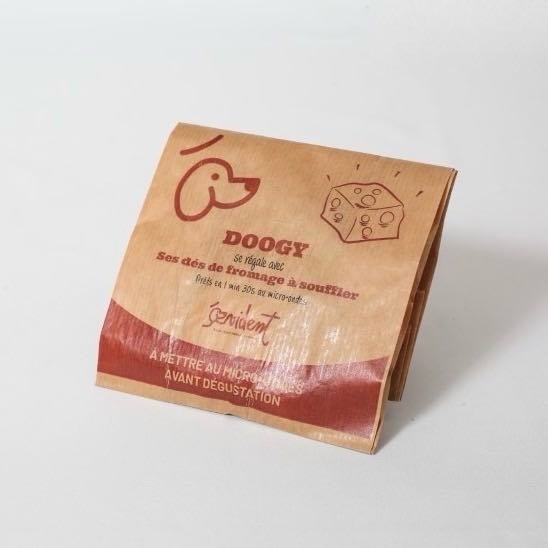 DOOGY
se régale avec
Ses dés de fromage à souffler
Prêts en 1 min 30s au micro-ondes
évident
À METTRE AU MICRO-ONDES
AVANT DÉGUSTATION